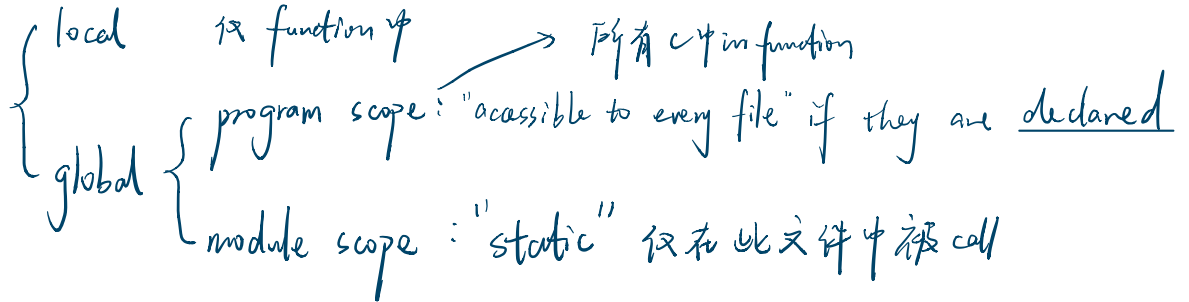 local 仅 function 中
所有 C 中 in function
program scope : "acessible to every file" if they are declared
global
module scope : "static" 仅在此文件中被 call